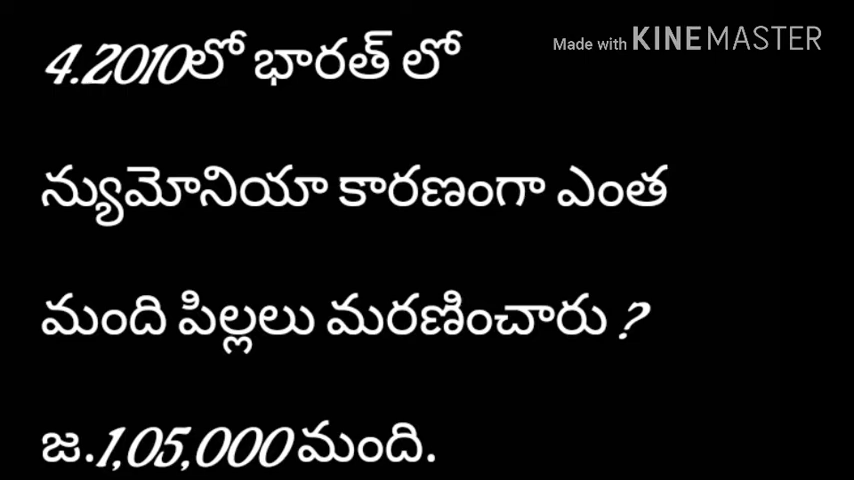 Made with KINEMASTER
4.2010లో భారత్ లో
న్యుమోనియా కారణంగా ఎంత
మంది పిల్లలు మరణించారు ?
జ.1,05,000 మంది.